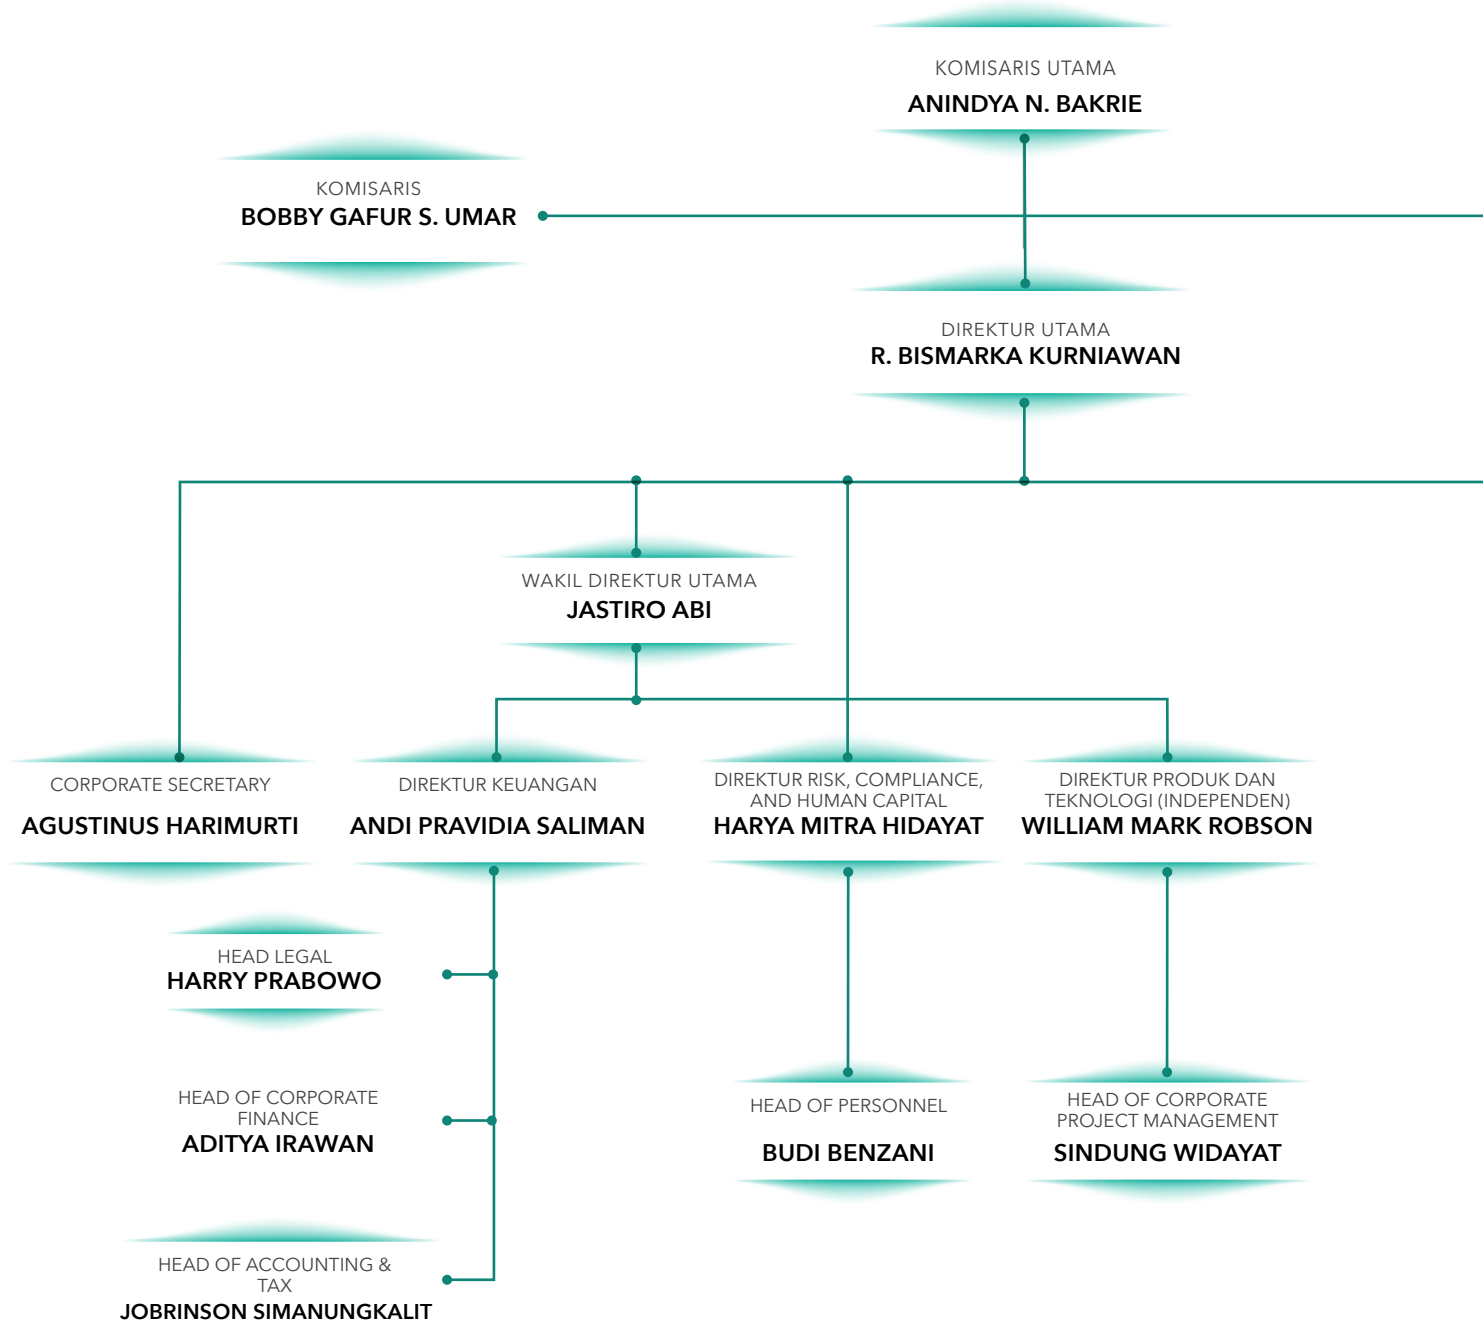 KOMISARIS UTAMA
ANINDYA N. BAKRIE
KOMISARIS
BOBBY GAFUR S. UMAR
DIREKTUR UTAMA
R. BISMARKA KURNIAWAN
WAKIL DIREKTUR UTAMA
JASTIRO ABI
CORPORATE SECRETARY
AGUSTINUS HARIMURTI
DIREKTUR KEUANGAN
ANDI PRAVIDIA SALIMAN
DIREKTUR RISK, COMPLIANCE,
AND HUMAN CAPITAL
HARYA MITRA HIDAYAT
DIREKTUR PRODUK DAN
TEKNOLOGI (INDEPENDEN)
WILLIAM MARK ROBSON
HEAD LEGAL
HARRY PRABOWO
HEAD OF CORPORATE
FINANCE
ADITYA IRAWAN
HEAD OF PERSONNEL
BUDI BENZANI
HEAD OF CORPORATE
PROJECT MANAGEMENT
SINDUNG WIDAYAT
HEAD OF ACCOUNTING &
TAX
JOBRINSON SIMANUNGKALIT